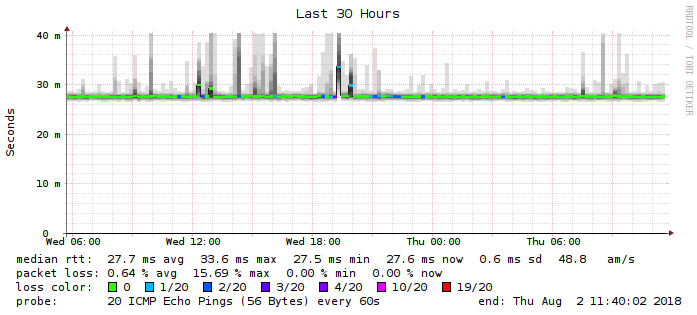 Last 30 Hours
RRDTOOL / TOBI OETIKER
Seconds
40 m
30 m
20 m
10 m
0
Wed 06:00 Wed 12:00 Wed 18:00 Thu 00:00 Thu 06:00
median rtt: 27.7 ms avg 33.6 ms max 27.5 ms min 27.6 ms now 0.6 ms sd 48.8 am/s
packet loss: 0.64 % avg 15.69 % max 0.00 % min 0.00 % now
loss color: 0 1/20 2/20 3/20 4/20 10/20 19/20
probe: 20 ICMP Echo Pings (56 Bytes) every 60s end: Thu Aug 2 11:40:02 2018